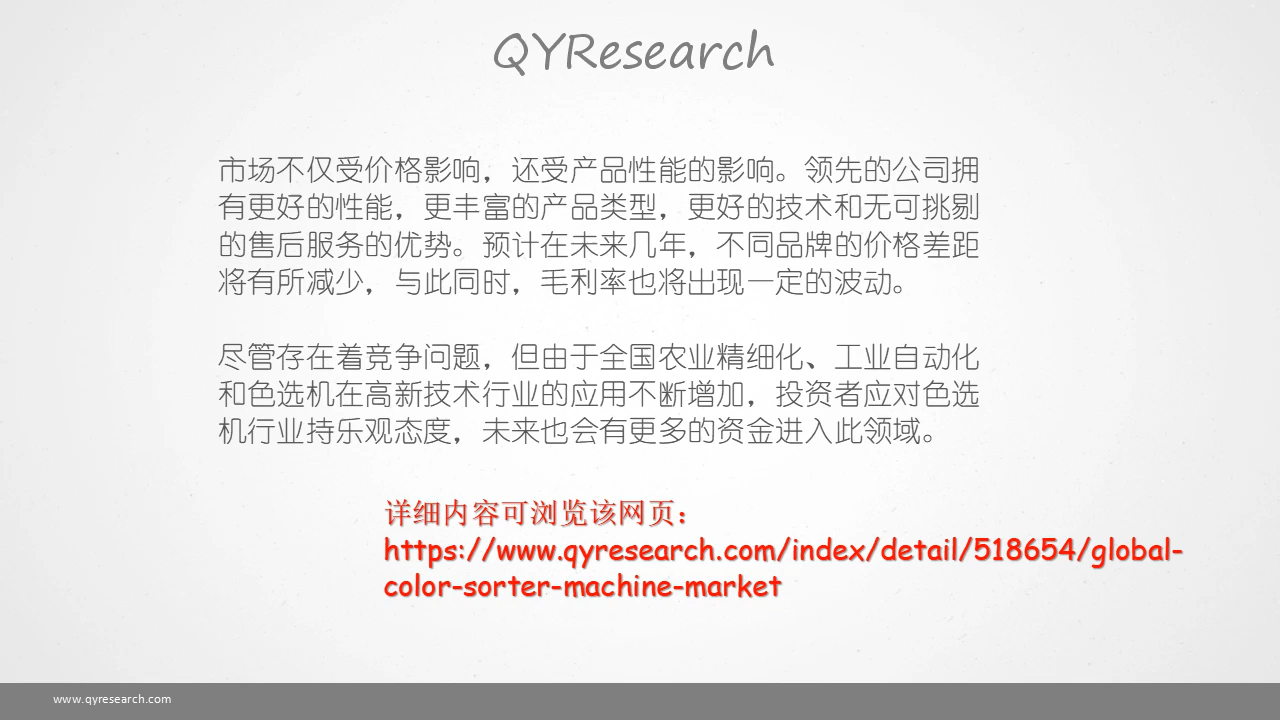 QYResearch
市场不仅受价格影响，还受产品性能的影响。领先的公司拥
有更好的性能，更丰富的产品类型，更好的技术和无可挑剔
的售后服务的优势。预计在未来几年，不同品牌的价格差距
将有所减少，与此同时，毛利率也将出现一定的波动。
尽管存在着竞争问题，但由于全国农业精细化、工业自动化
和色选机在高新技术行业的应用不断增加，投资者应对色选
机行业持乐观态度，未来也会有更多的资金进入此领域。
详细内容可浏览该网页：
https://www.qyresearch.com/index/detail/518654/global-
color-sorter-machine-market
www.qyresearch.com